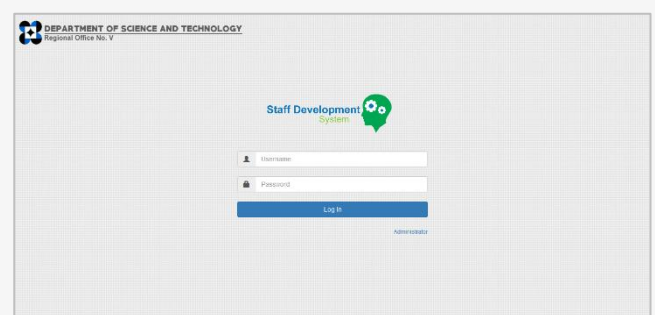 DEPARTMENT OF SCIENCE AND TECHNOLOGY
Regional Office No. V
Staff Development
System
Username
Password
Log In
Administrator